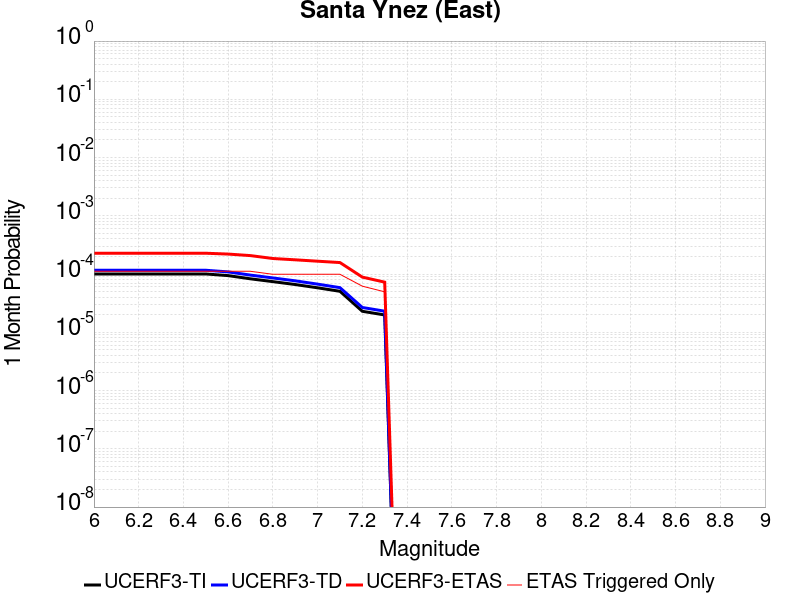 Santa Ynez (East)
10^0
10^-1
10^-2
10^-3
10^-4
10^-5
10^-6
10^-7
10^-8
1 Month Probability
6 6.2 6.4 6.6 6.8 7 7.2 7.4 7.6 7.8 8 8.2 8.4 8.6 8.8 9
Magnitude
UCERF3-TI UCERF3-TD UCERF3-ETAS ETAS Triggered Only